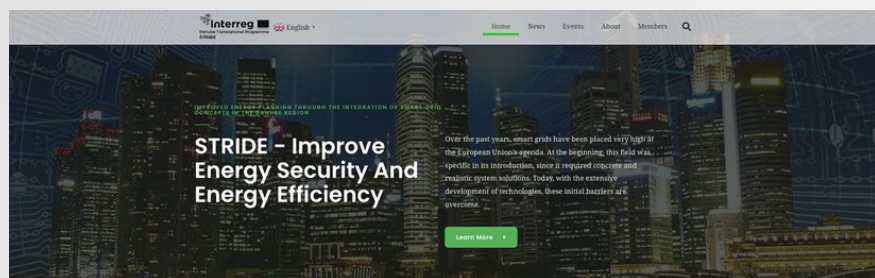 Interreg
Danube Transnational Programme
STRIDE
English
Home News Events About Members
IMPROVED ENERGY PLANNING THROUGH THE INTEGRATION OF SMART GRID
CONCEPTS IN THE DANUBE REGION
STRIDE - Improve
Energy Security And
Energy Efficiency
Over the past years, smart grids have been placed very high at
the European Union's agenda. At the beginning, this field was
specific in its introduction, since it required concrete and
realistic system solutions. Today, with the extensive
development of technologies, these initial barriers are
overcome.
Learn More